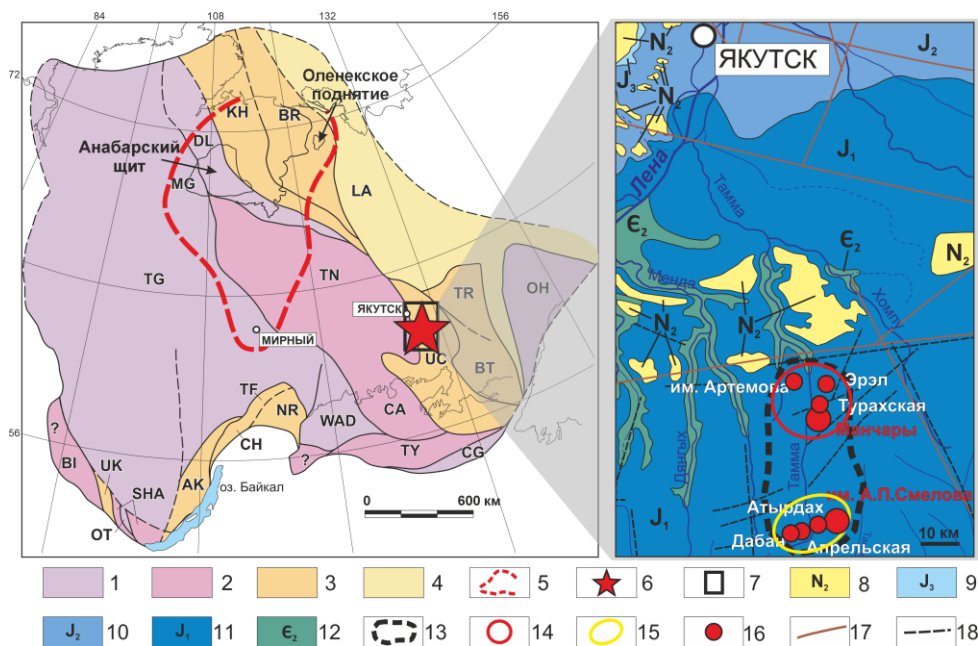 84
108
132
156
72
56
Оленекское
поднятие
Анабарский
щит
KH
BR
DL
MG
LA
TG
TN
TR
OH
ЯКУТСК
МИРНЫЙ
UC
BT
TF
NR
WAD
CA
?
BI
UK
CH
?
TY
CG
SHA
AK
оз. Байкал
OT
0 600 км
N₂
J₂
ЯКУТСК
J₃
N₂
J₁
Лена
Тамма
Є₂
Є₂
N₂
Менда
Хомпу
N₂
N₂
им. Артемова
Эрэл
Турахская
Манчары
Дянгых
Тамма
им. А.П.Смелова
Атырдах
J₁
Дабан
Апрельская
10 км
1 2 3 4 5 6 7 N₂ 8 J₃ 9
J₂ 10 J₁ 11 Є₂ 12 13 14 15 16 17 18